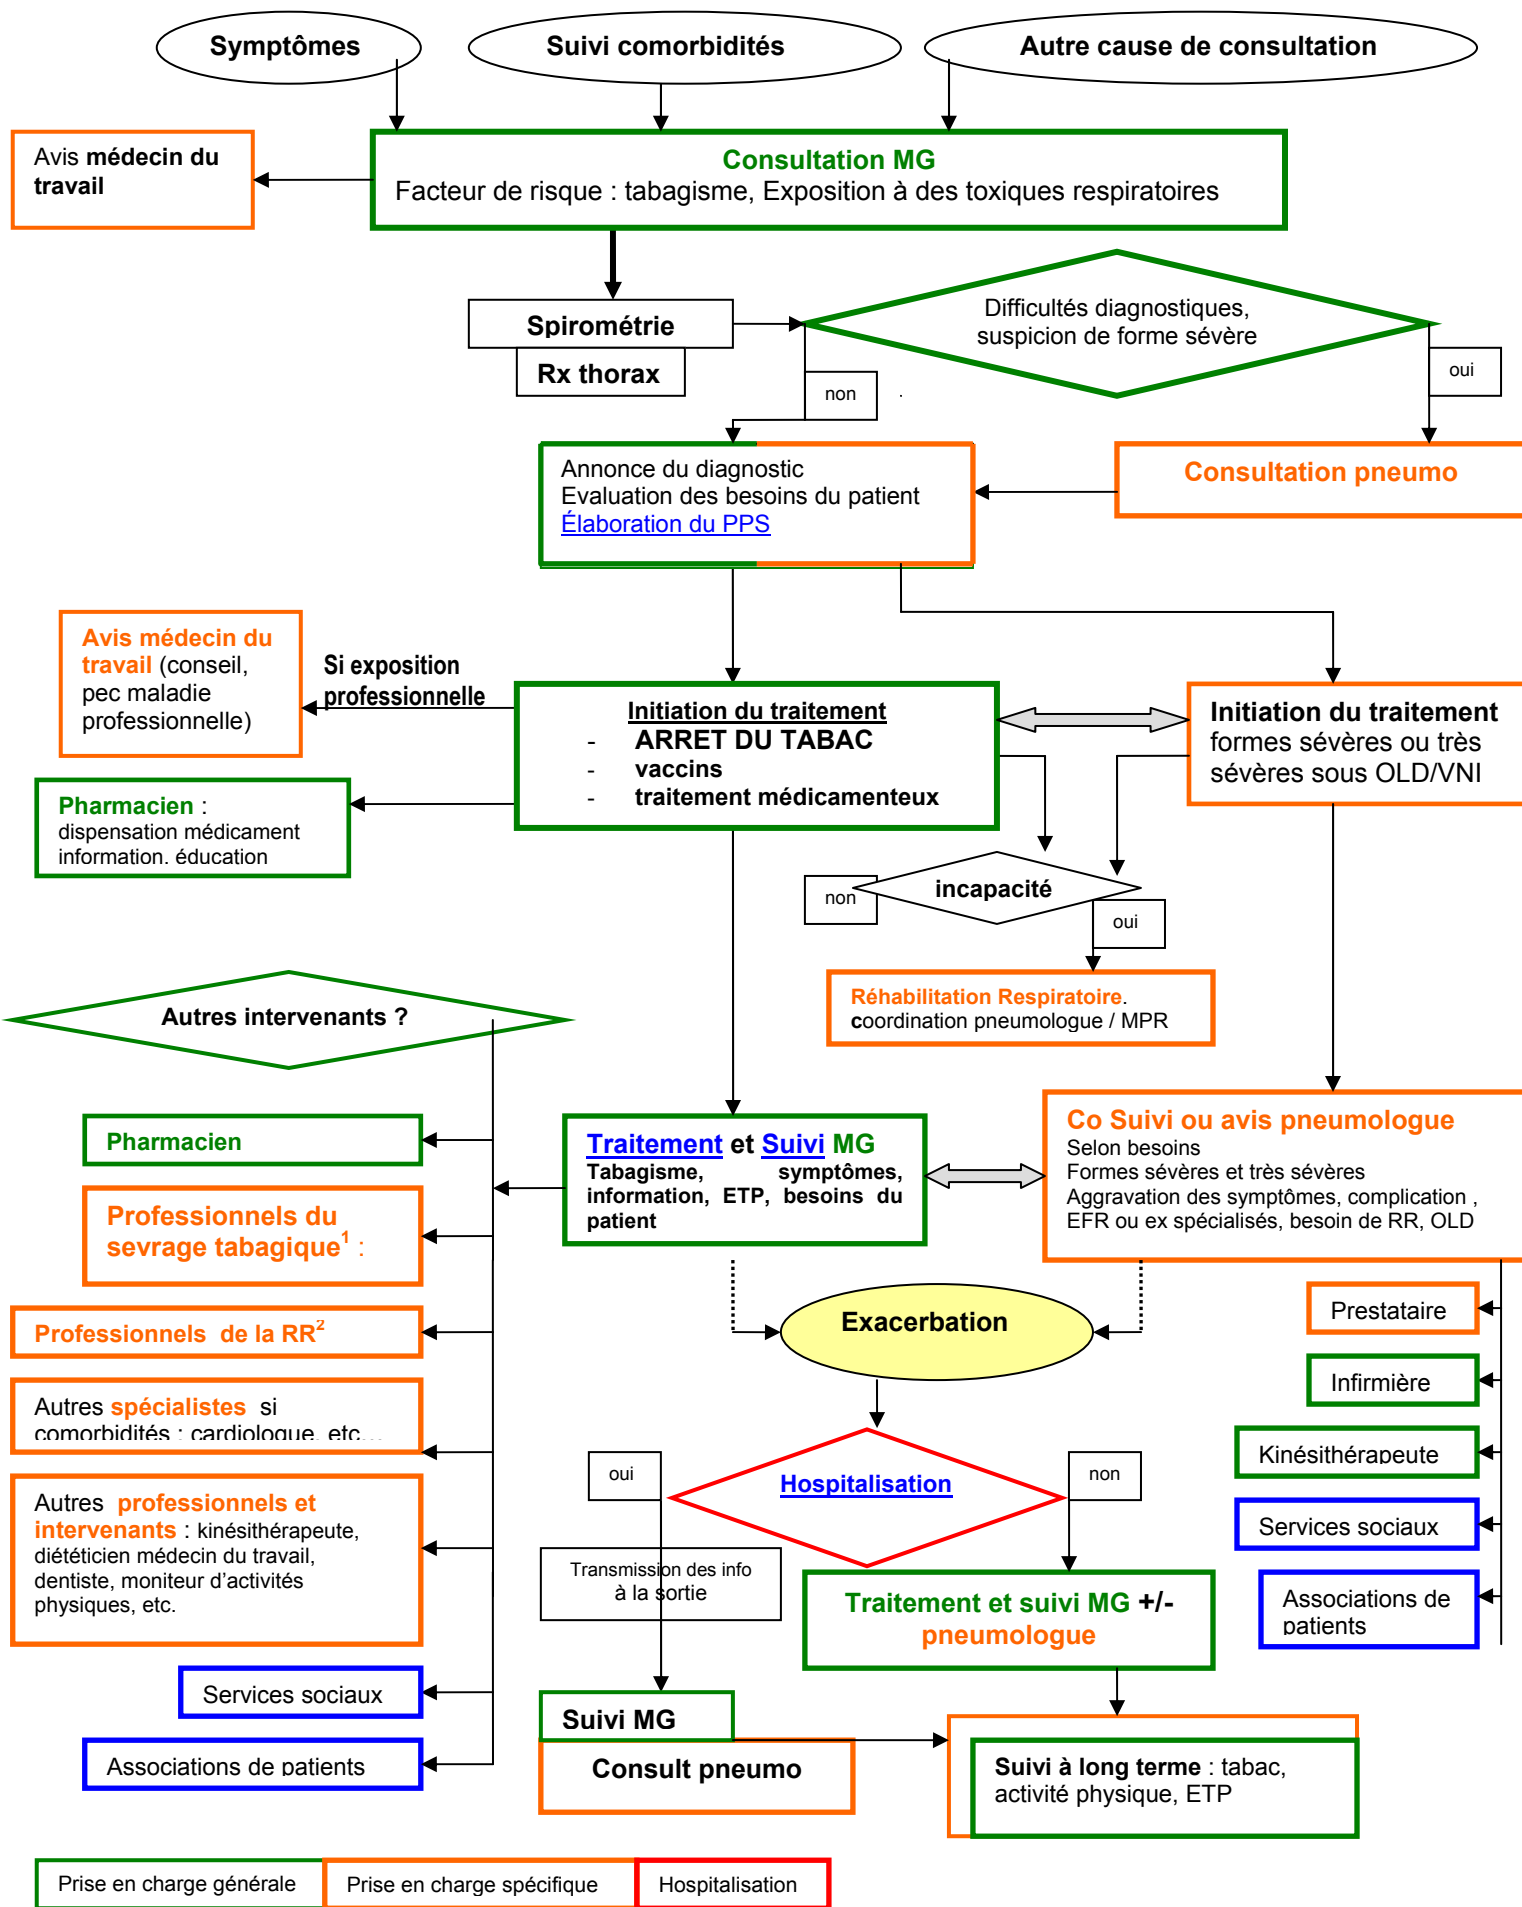 Symptômes
Suivi comorbidités
Autre cause de consultation
Avis médecin du
travail
Consultation MG
Facteur de risque : tabagisme, Exposition à des toxiques respiratoires
Spirométrie
Rx thorax
Difficultés diagnostiques,
suspicion de forme sévère
non
.
oui
Annonce du diagnostic
Evaluation des besoins du patient
Élaboration du PPS
Consultation pneumo
Avis médecin du
travail (conseil,
pec maladie
professionnelle)
Si exposition
professionnelle
Initiation du traitement
- ARRET DU TABAC
- vaccins
- traitement médicamenteux
Initiation du traitement
formes sévères ou très
sévères sous OLD/VNI
Pharmacien :
dispensation médicament
information. éducation
non
incapacité
oui
Réhabilitation Respiratoire.
coordination pneumologue / MPR
Autres intervenants ?
Pharmacien
Professionnels du
sevrage tabagique1 :
Professionnels de la RR2
Autres spécialistes si
comorbidités : cardiologue. etc…
Autres professionnels et
intervenants : kinésithérapeute,
diététicien médecin du travail,
dentiste, moniteur d'activités
physiques, etc.
Services sociaux
Associations de patients
Traitement et Suivi MG
Tabagisme, symptômes,
information, ETP, besoins du
patient
Co Suivi ou avis pneumologue
Selon besoins
Formes sévères et très sévères
Aggravation des symptômes, complication ,
EFR ou ex spécialisés, besoin de RR, OLD
Exacerbation
Prestataire
Infirmière
Kinésithérapeute
Services sociaux
Associations de
patients
oui
Hospitalisation
non
Transmission des info
à la sortie
Traitement et suivi MG +/-
pneumologue
Suivi MG
Consult pneumo
Suivi à long terme : tabac,
activité physique, ETP
Prise en charge générale
Prise en charge spécifique
Hospitalisation